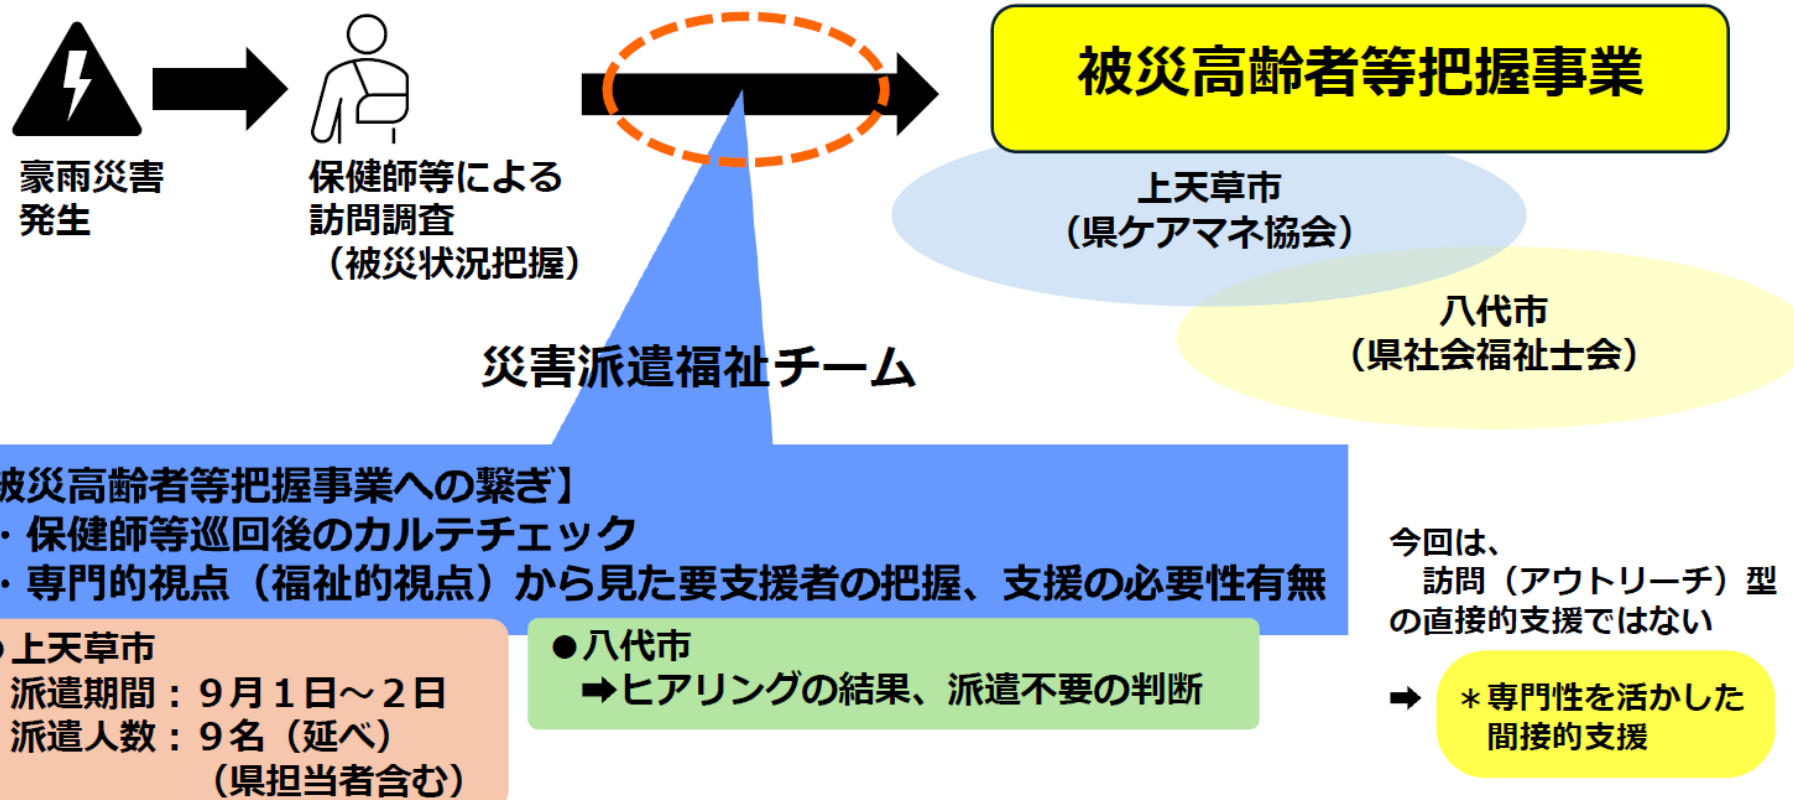 豪雨災害
発生
保健師等による
訪問調査
（被災状況把握）
被災高齢者等把握事業
上天草市
（県ケアマネ協会）
八代市
（県社会福祉士会）
災害派遣福祉チーム
被災高齢者等把握事業への繋ぎ】
・保健師等巡回後のカルテチェック
・専門的視点（福祉的視点）から見た要支援者の把握、支援の必要性有無
●上天草市
派遣期間：９月１日～２日
派遣人数：９名（延べ）
（県担当者含む）
●八代市
➡ヒアリングの結果、派遣不要の判断
今回は、
訪問（アウトリーチ）型
の直接的支援ではない
➡ ＊専門性を活かした
間接的支援